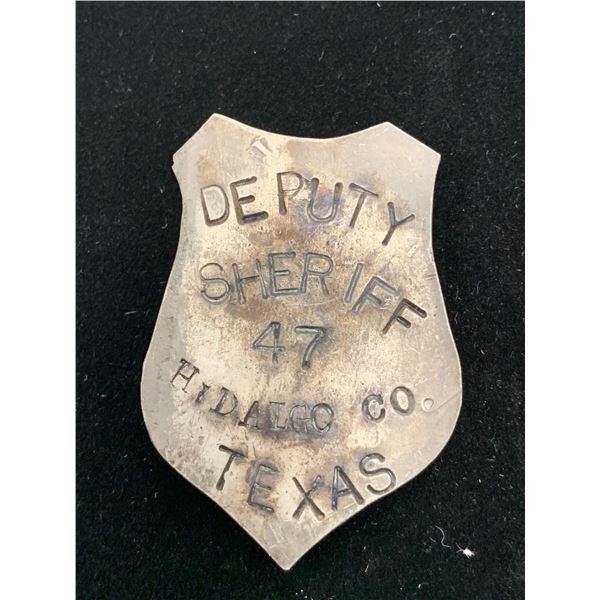 DEPUTY
SHERIFF
47
HiDALGO CO.
TEXAS